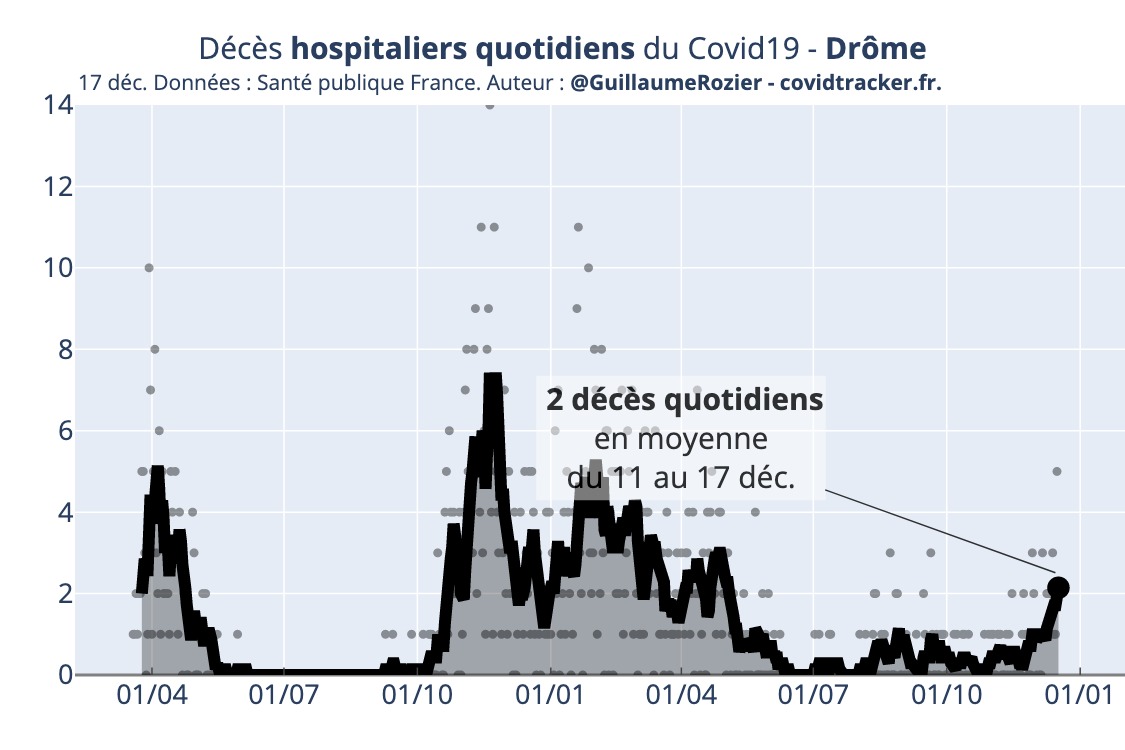 Décès hospitaliers quotidiens du Covid19 - Drôme
17 déc. Données : Santé publique France. Auteur : @GuillaumeRozier - covidtracker.fr.
14
12
10
8
6
4
2
0
2 décès quotidiens
en moyenne
du 11 au 17 déc.
01/04 01/07 01/10 01/01 01/04 01/07 01/10 01/01